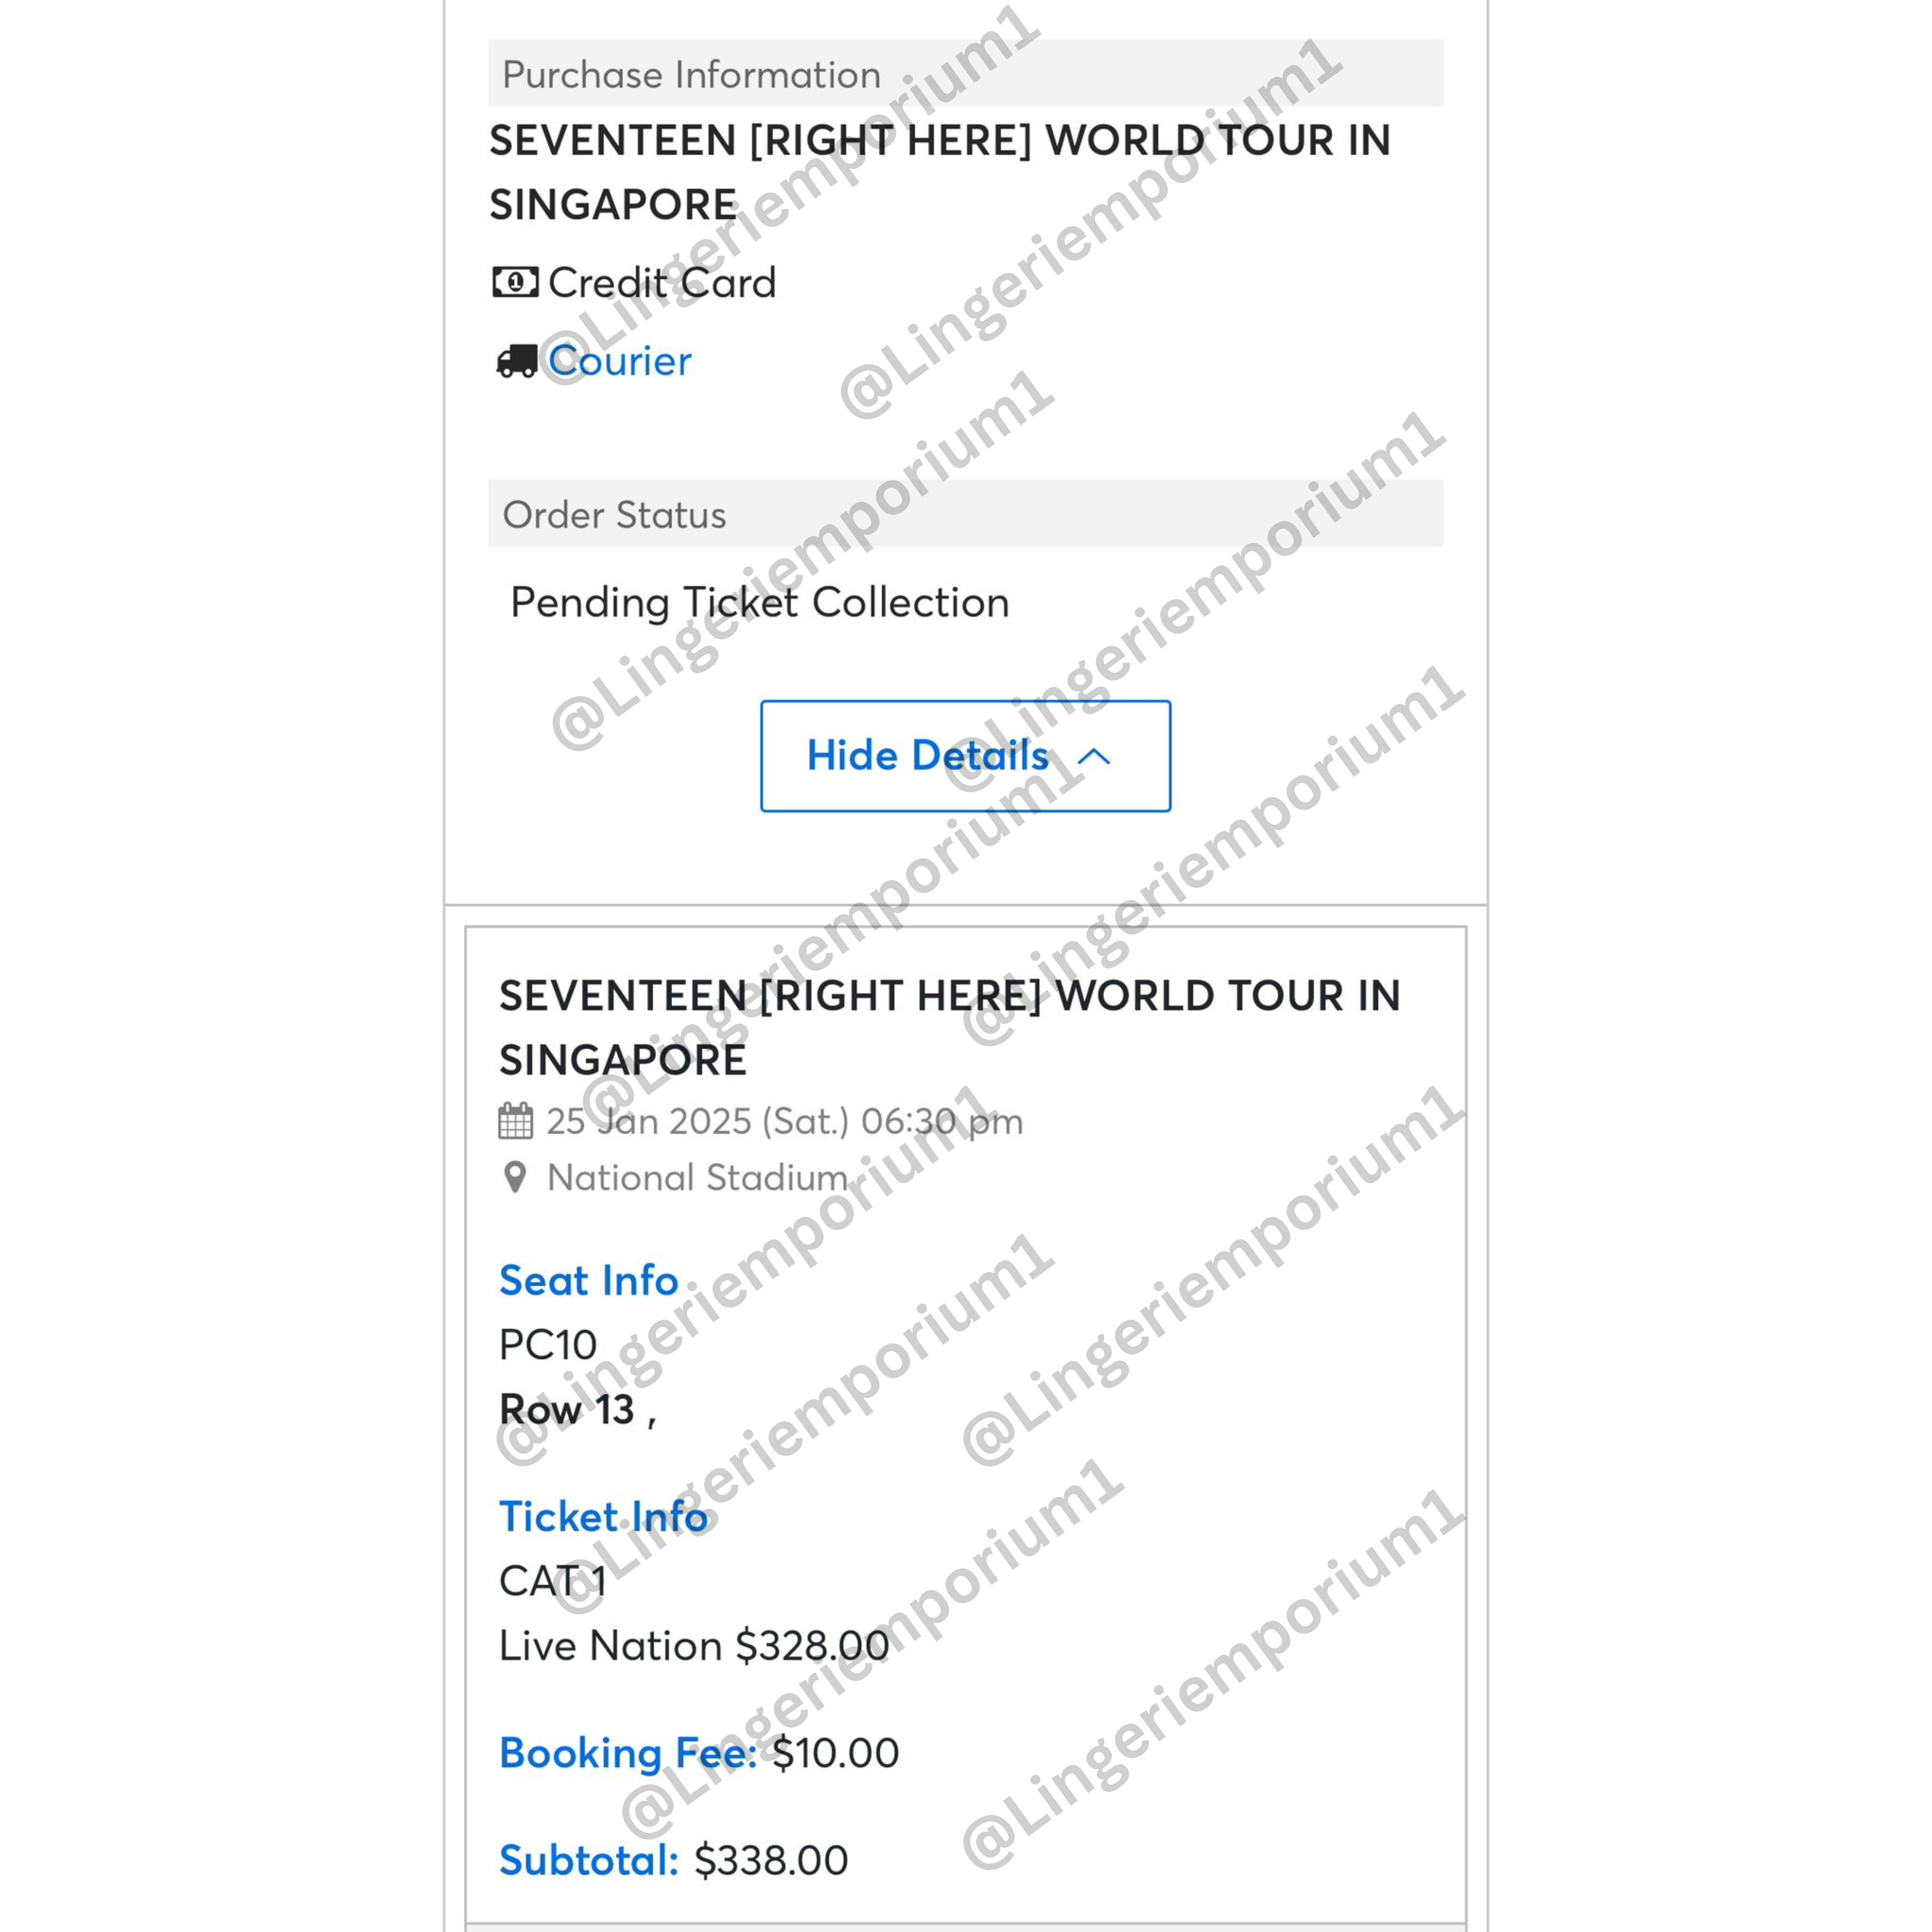 Purchase Information
SEVENTEEN [RIGHT HERE] WORLD TOUR IN
SINGAPORE
Credit Card
Courier
Order Status
Pending Ticket Collection
Hide Details
SEVENTEEN [RIGHT HERE] WORLD TOUR IN
SINGAPORE
25 Jan 2025 (Sat.) 06:30 pm
National Stadium
Seat Info
PC10
Row 13 ,
Ticket Info
CAT 1
Live Nation $328.00
Booking Fee: $10.00
Subtotal: $338.00
@Lingeriemporium1
@Lingeriemporium1
@Lingeriemporium1
@Lingeriemporium1
@Lingeriemporium1
@Lingeriemporium1
@Lingeriemporium1
@Lingeriemporium1
@Lingeriemporium1
@Lingeriemporium1
@Lingeriemporium1